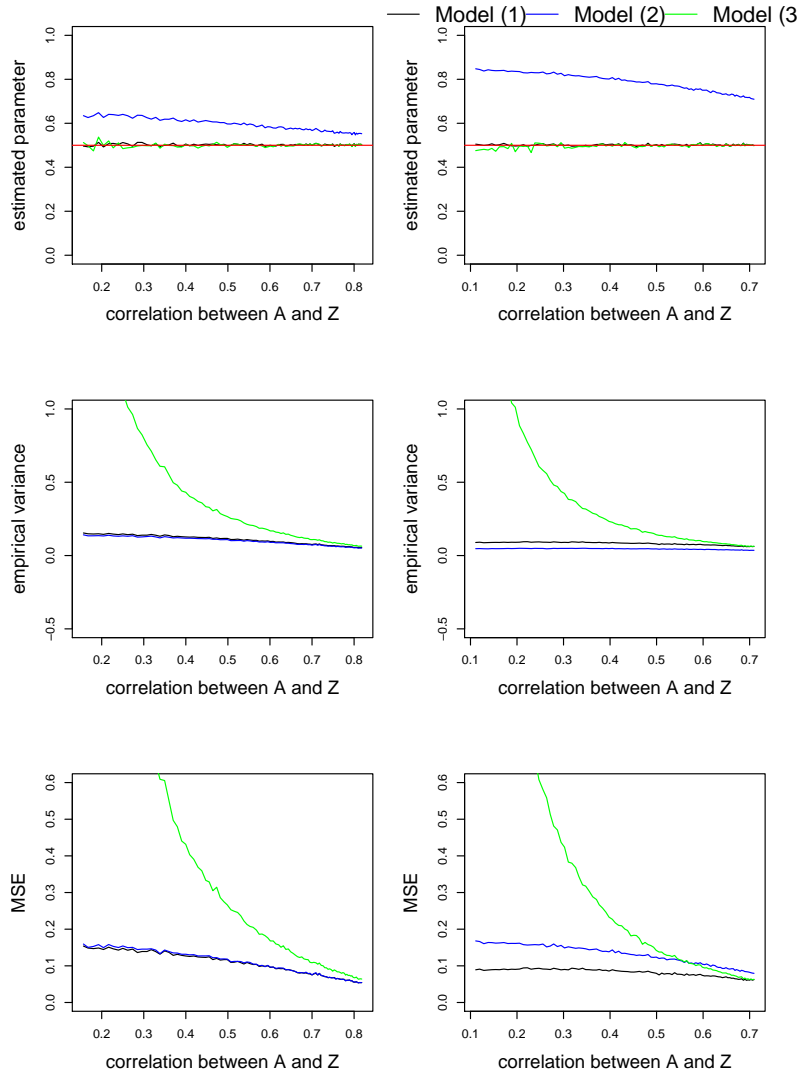 Model (1) Model (2) Model (3
estimated parameter
0.0 0.2 0.4 0.6 0.8 1.0
0.2 0.3 0.4 0.5 0.6 0.7 0.8
correlation between A and Z
estimated parameter
0.0 0.2 0.4 0.6 0.8 1.0
0.1 0.2 0.3 0.4 0.5 0.6 0.7
correlation between A and Z
empirical variance
−0.5 0.0 0.5 1.0
0.2 0.3 0.4 0.5 0.6 0.7 0.8
correlation between A and Z
empirical variance
−0.5 0.0 0.5 1.0
0.1 0.2 0.3 0.4 0.5 0.6 0.7
correlation between A and Z
MSE
0.0 0.1 0.2 0.3 0.4 0.5 0.6
0.2 0.3 0.4 0.5 0.6 0.7 0.8
correlation between A and Z
MSE
0.0 0.1 0.2 0.3 0.4 0.5 0.6
0.1 0.2 0.3 0.4 0.5 0.6 0.7
correlation between A and Z